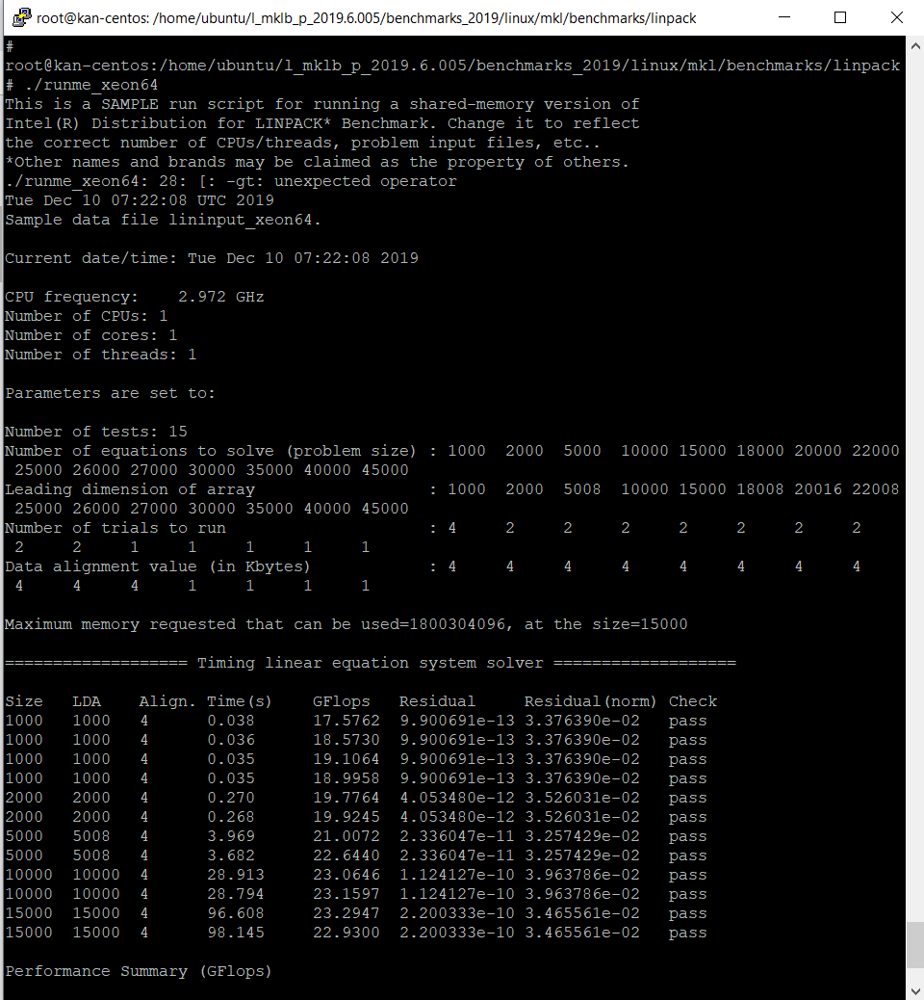 root@kan-centos: /home/ubuntu/l_mklb_p_2019.6.005/benchmarks_2019/linux/mkl/benchmarks/linpack
#
root@kan-centos:/home/ubuntu/l_mklb_p_2019.6.005/benchmarks_2019/linux/mkl/benchmarks/linpack
# ./runme_xeon64
This is a SAMPLE run script for running a shared-memory version of
Intel(R) Distribution for LINPACK* Benchmark. Change it to reflect
the correct number of CPUs/threads, problem input files, etc..
*Other names and brands may be claimed as the property of others.
./runme_xeon64: 28: [: -gt: unexpected operator
Tue Dec 10 07:22:08 UTC 2019
Sample data file lininput_xeon64.
Current date/time: Tue Dec 10 07:22:08 2019
CPU frequency:    2.972 GHz
Number of CPUs: 1
Number of cores: 1
Number of threads: 1
Parameters are set to:
Number of tests: 15
Number of equations to solve (problem size) : 1000  2000  5000  10000 15000 18000 20000 22000
 25000 26000 27000 30000 35000 40000 45000
Leading dimension of array                  : 1000  2000  5008  10000 15000 18008 20016 22008
 25000 26000 27000 30000 35000 40000 45000
Number of trials to run                     : 4     2     2     2     2     2     2     2
 2     2     1     1     1     1     1
Data alignment value (in Kbytes)            : 4     4     4     4     4     4     4     4
 4     4     4     1     1     1     1
Maximum memory requested that can be used=1800304096, at the size=15000
=================== Timing linear equation system solver ===================
Size   LDA    Align. Time(s)    GFlops   Residual     Residual(norm) Check
1000   1000   4      0.038      17.5762  9.900691e-13 3.376390e-02   pass
1000   1000   4      0.036      18.5730  9.900691e-13 3.376390e-02   pass
1000   1000   4      0.035      19.1064  9.900691e-13 3.376390e-02   pass
1000   1000   4      0.035      18.9958  9.900691e-13 3.376390e-02   pass
2000   2000   4      0.270      19.7764  4.053480e-12 3.526031e-02   pass
2000   2000   4      0.268      19.9245  4.053480e-12 3.526031e-02   pass
5000   5008   4      3.969      21.0072  2.336047e-11 3.257429e-02   pass
5000   5008   4      3.682      22.6440  2.336047e-11 3.257429e-02   pass
10000  10000  4      28.913     23.0646  1.124127e-10 3.963786e-02   pass
10000  10000  4      28.794     23.1597  1.124127e-10 3.963786e-02   pass
15000  15000  4      96.608     23.2947  2.200333e-10 3.465561e-02   pass
15000  15000  4      98.145     22.9300  2.200333e-10 3.465561e-02   pass
Performance Summary (GFlops)